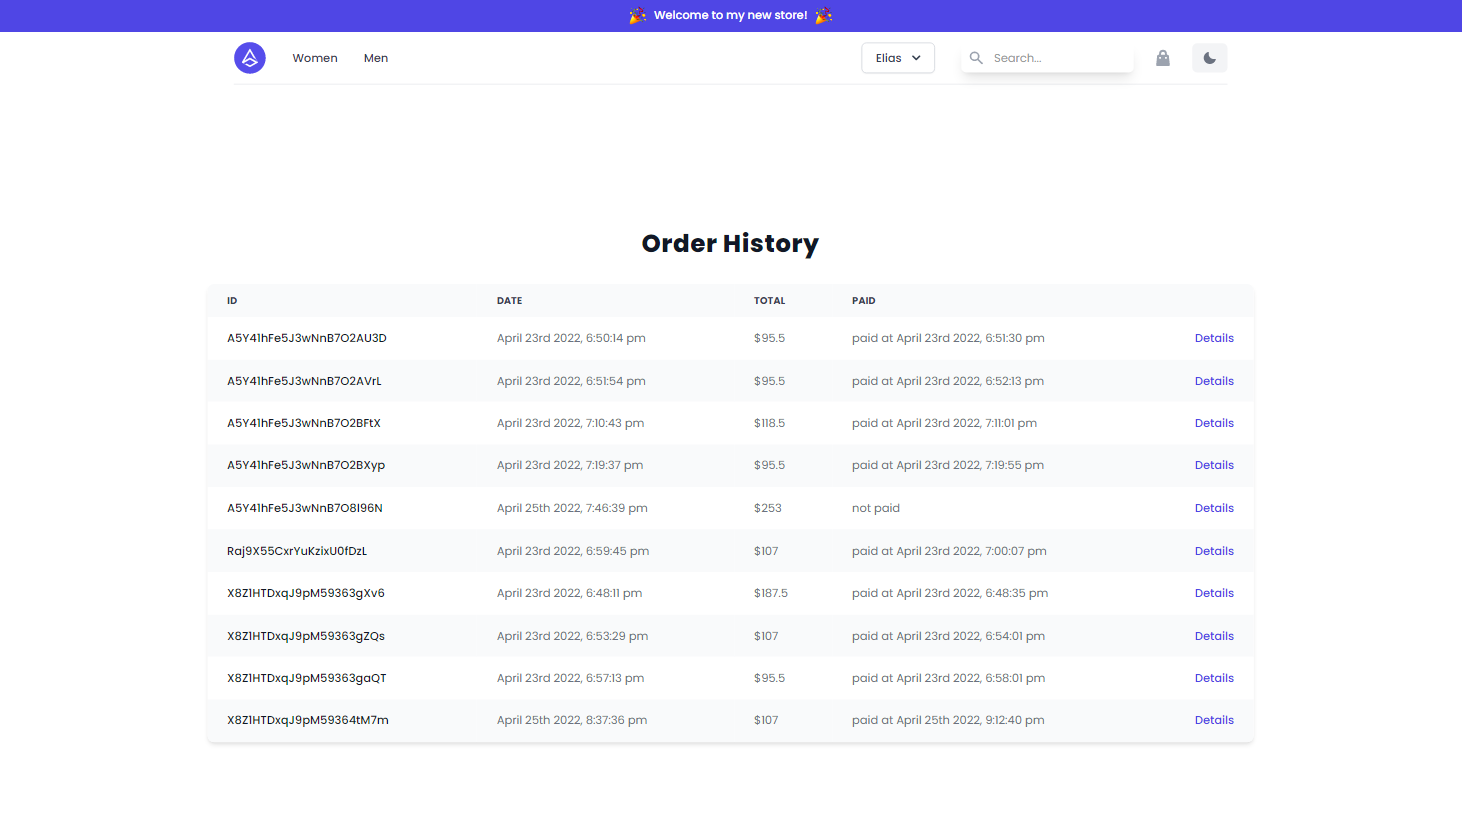 🎉 Welcome to my new store! 🎉
Women Men Elias Search...
Order History
ID DATE TOTAL PAID
A5Y41hFe5J3wNnB7O2AU3D April 23rd 2022, 6:50:14 pm $95.5 paid at April 23rd 2022, 6:51:30 pm Details
A5Y41hFe5J3wNnB7O2AVrL April 23rd 2022, 6:51:54 pm $95.5 paid at April 23rd 2022, 6:52:13 pm Details
A5Y41hFe5J3wNnB7O2BFtX April 23rd 2022, 7:10:43 pm $118.5 paid at April 23rd 2022, 7:11:01 pm Details
A5Y41hFe5J3wNnB7O2BXyp April 23rd 2022, 7:19:37 pm $95.5 paid at April 23rd 2022, 7:19:55 pm Details
A5Y41hFe5J3wNnB7O8I96N April 25th 2022, 7:46:39 pm $253 not paid Details
Raj9X55CxrYuKzixU0fDzL April 23rd 2022, 6:59:45 pm $107 paid at April 23rd 2022, 7:00:07 pm Details
X8Z1HTDxqJ9pM59363gXv6 April 23rd 2022, 6:48:11 pm $187.5 paid at April 23rd 2022, 6:48:35 pm Details
X8Z1HTDxqJ9pM59363gZQs April 23rd 2022, 6:53:29 pm $107 paid at April 23rd 2022, 6:54:01 pm Details
X8Z1HTDxqJ9pM59363gaQT April 23rd 2022, 6:57:13 pm $95.5 paid at April 23rd 2022, 6:58:01 pm Details
X8Z1HTDxqJ9pM59364tM7m April 25th 2022, 8:37:36 pm $107 paid at April 25th 2022, 9:12:40 pm Details